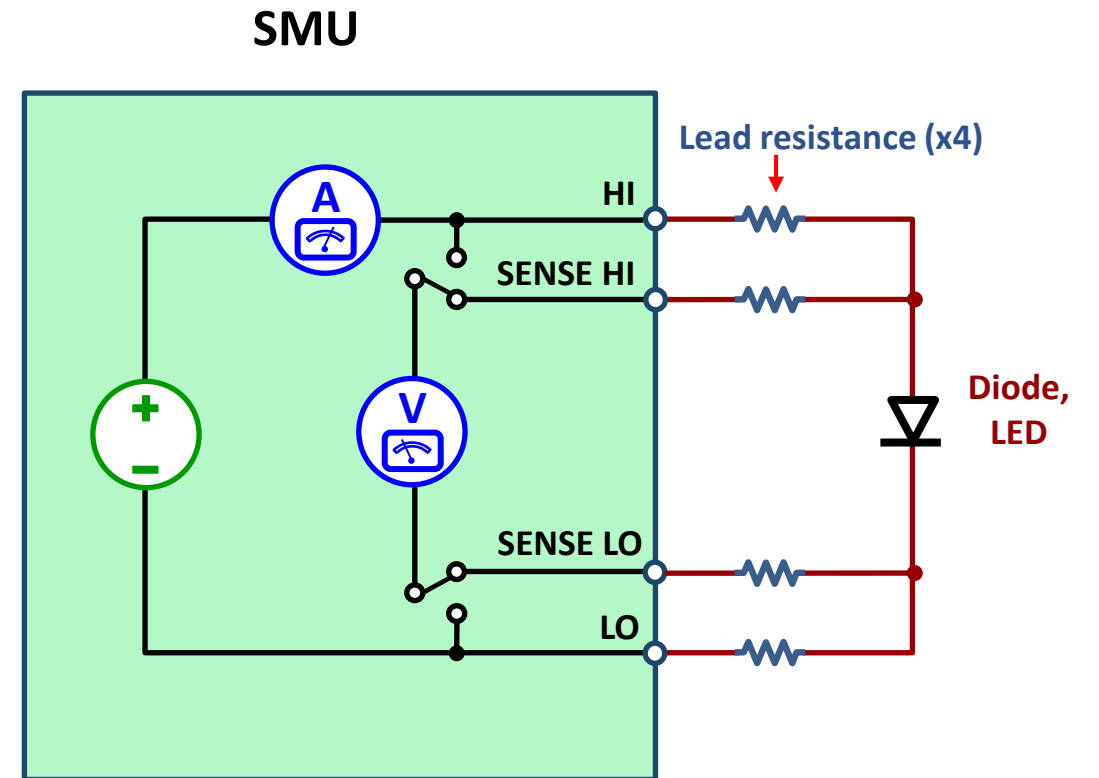 SMU
Lead resistance (x4)
HI
A
SENSE HI
V
Diode,
LED
SENSE LO
LO